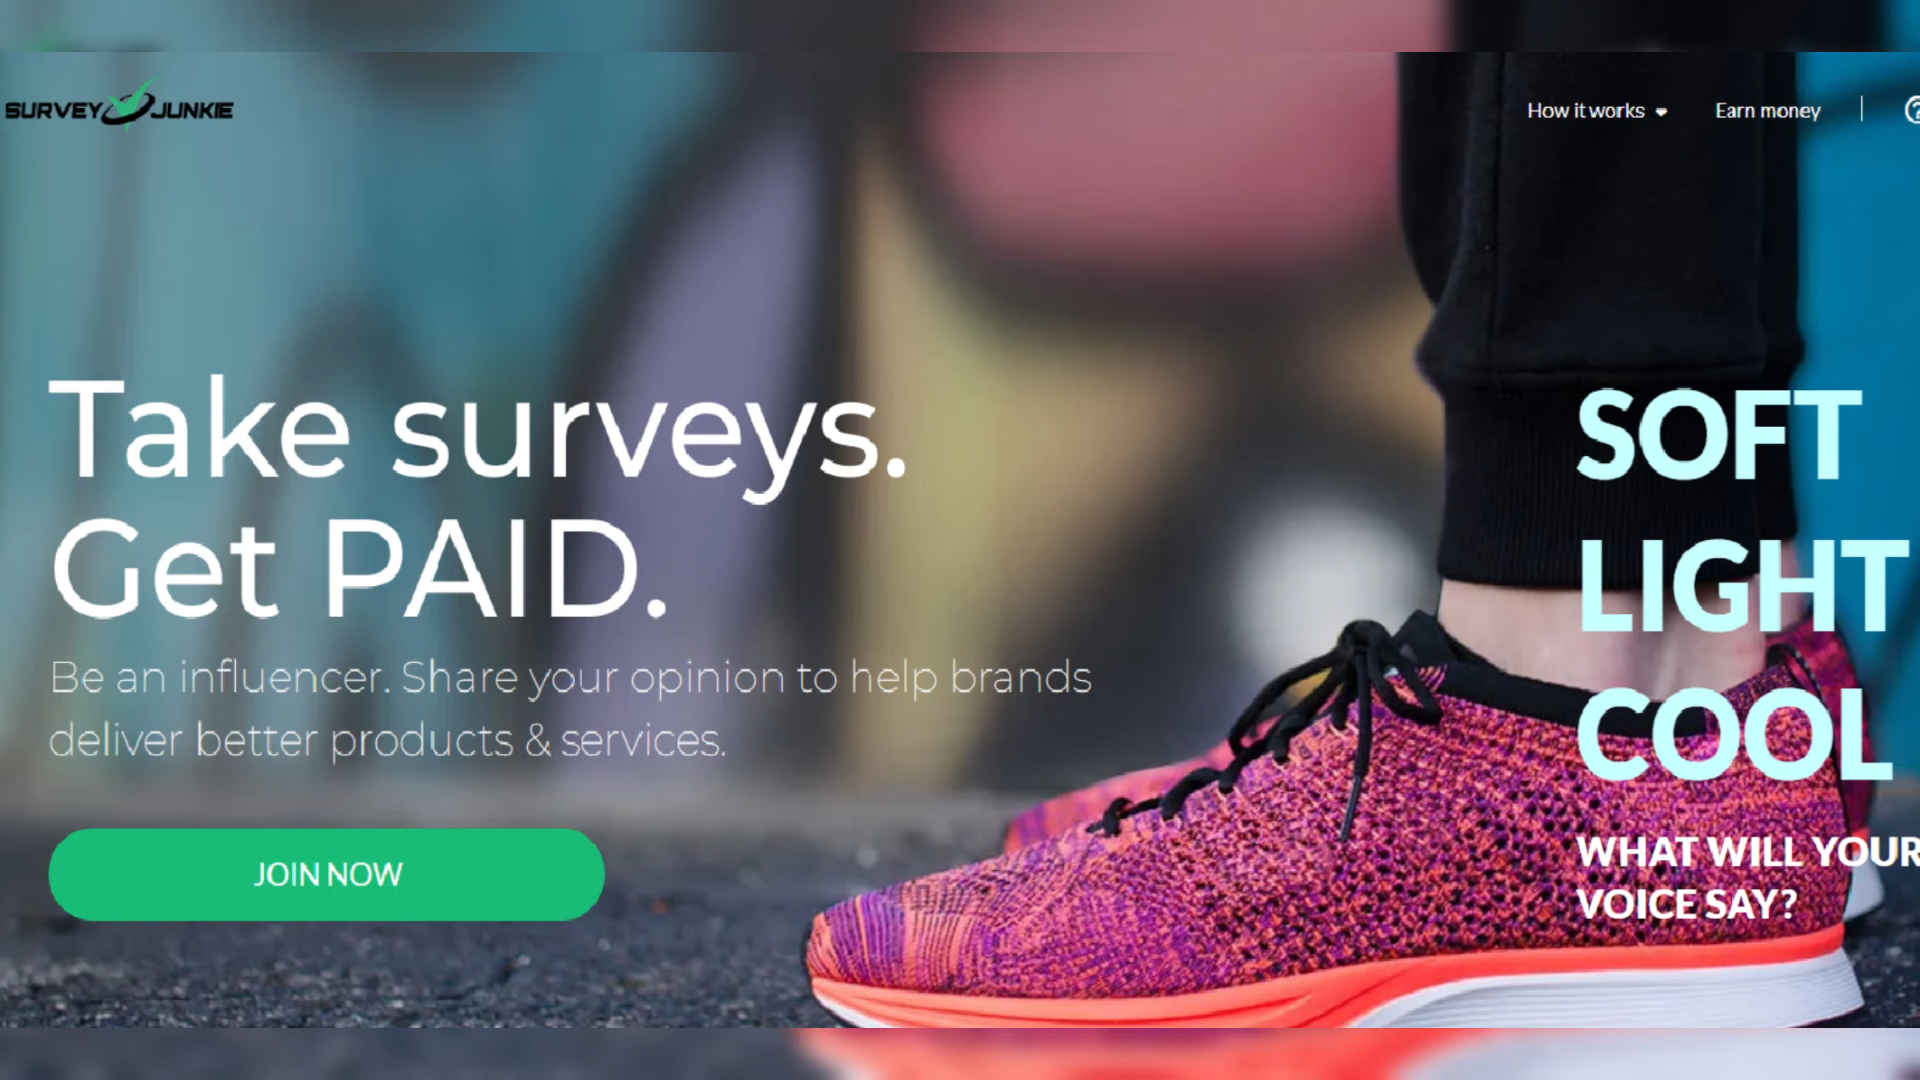 SURVEY JUNKIE
How it works
Earn money
Take surveys.
Get PAID.
Be an influencer. Share your opinion to help brands
deliver better products & services.
JOIN NOW
SOFT
LIGHT
COOL
WHAT WILL YOUR
VOICE SAY?